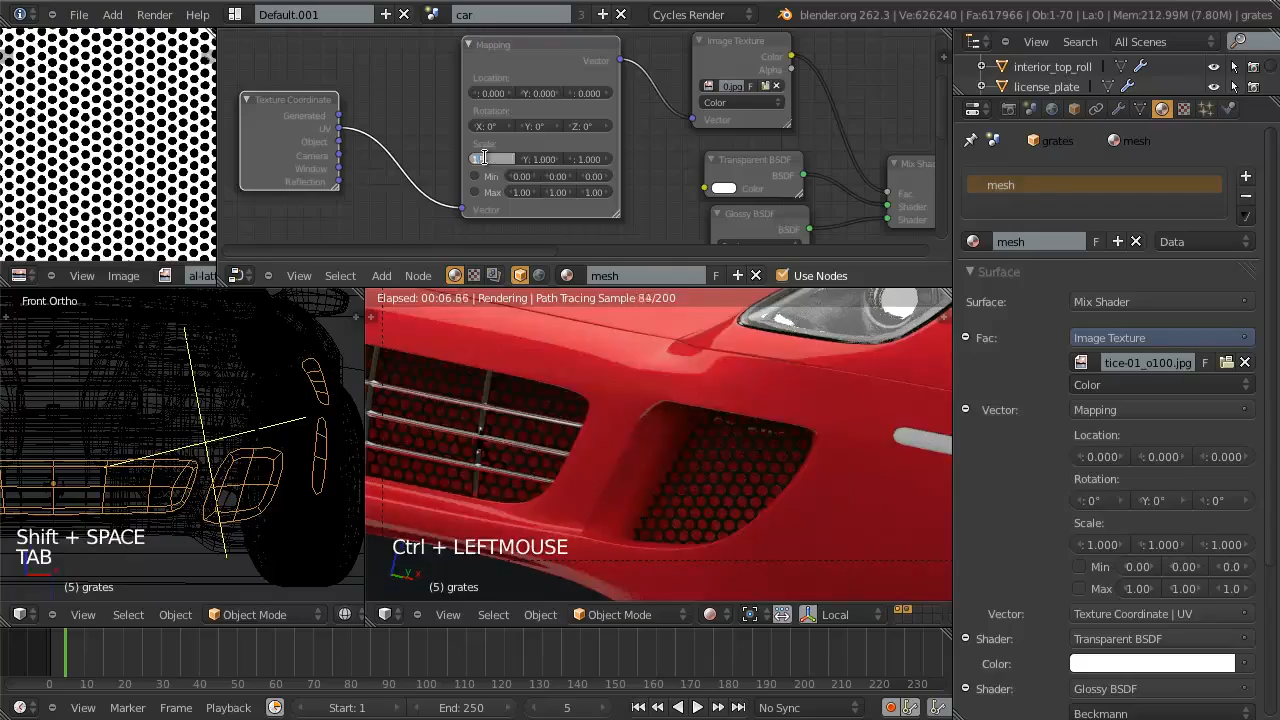 File Add Render Help Default.001 car 3 Cycles Render blender.org 262.3 | Ve:626240 | Fa:617966 | Ob:1-70 | La:0 | Mem:212.99M (7.80M) | grates
View Search All Scenes
interior_top_roll
license_plate
Texture Coordinate
Generated
UV
Object
Camera
Window
Reflection
Mapping
Vector
Location:
: 0.000 Y: 0.000 : 0.000
Rotation:
X: 0° Y: 0° Z: 0°
Scale:
Y: 1.000 : 1.000
Min 0.00 0.00 0.00
Max 1.00 1.00 1.00
Vector
Image Texture
Color
Alpha
0.jpg F
Color
Vector
Transparent BSDF
BSDF
Color
Glossy BSDF
BSDF
Mix Sha
Fac
Shader
Shader
View Image al-lat
View Select Add Node mesh F Use Nodes
Front Ortho
Shift + SPACE
TAB
(5) grates
View Select Object Object Mode
Elapsed: 00:06.86 | Rendering | Path Tracing Sample 84/200
Ctrl + LEFTMOUSE
(5) grates
View Select Object Object Mode Local
0 10 20 30 40 50 60 70 80 90 100 110 120 130 140 150 160 170 180 190 200 210 220 230
View Marker Frame Playback Start: 1 End: 250 5 No Sync
grates mesh
mesh
mesh F Data
Surface
Surface: Mix Shader
Fac: Image Texture
tice-01_o100.jpg F
Color
Vector: Mapping
Location:
: 0.000 : 0.000 : 0.000
Rotation:
: 0° Y: 0° : 0°
Scale:
: 1.000 : 1.000 : 1.000
Min 0.00 0.00 0.0
Max 1.00 1.00 1.0
Vector: Texture Coordinate | UV
Shader: Transparent BSDF
Color:
Shader: Glossy BSDF
Beckmann